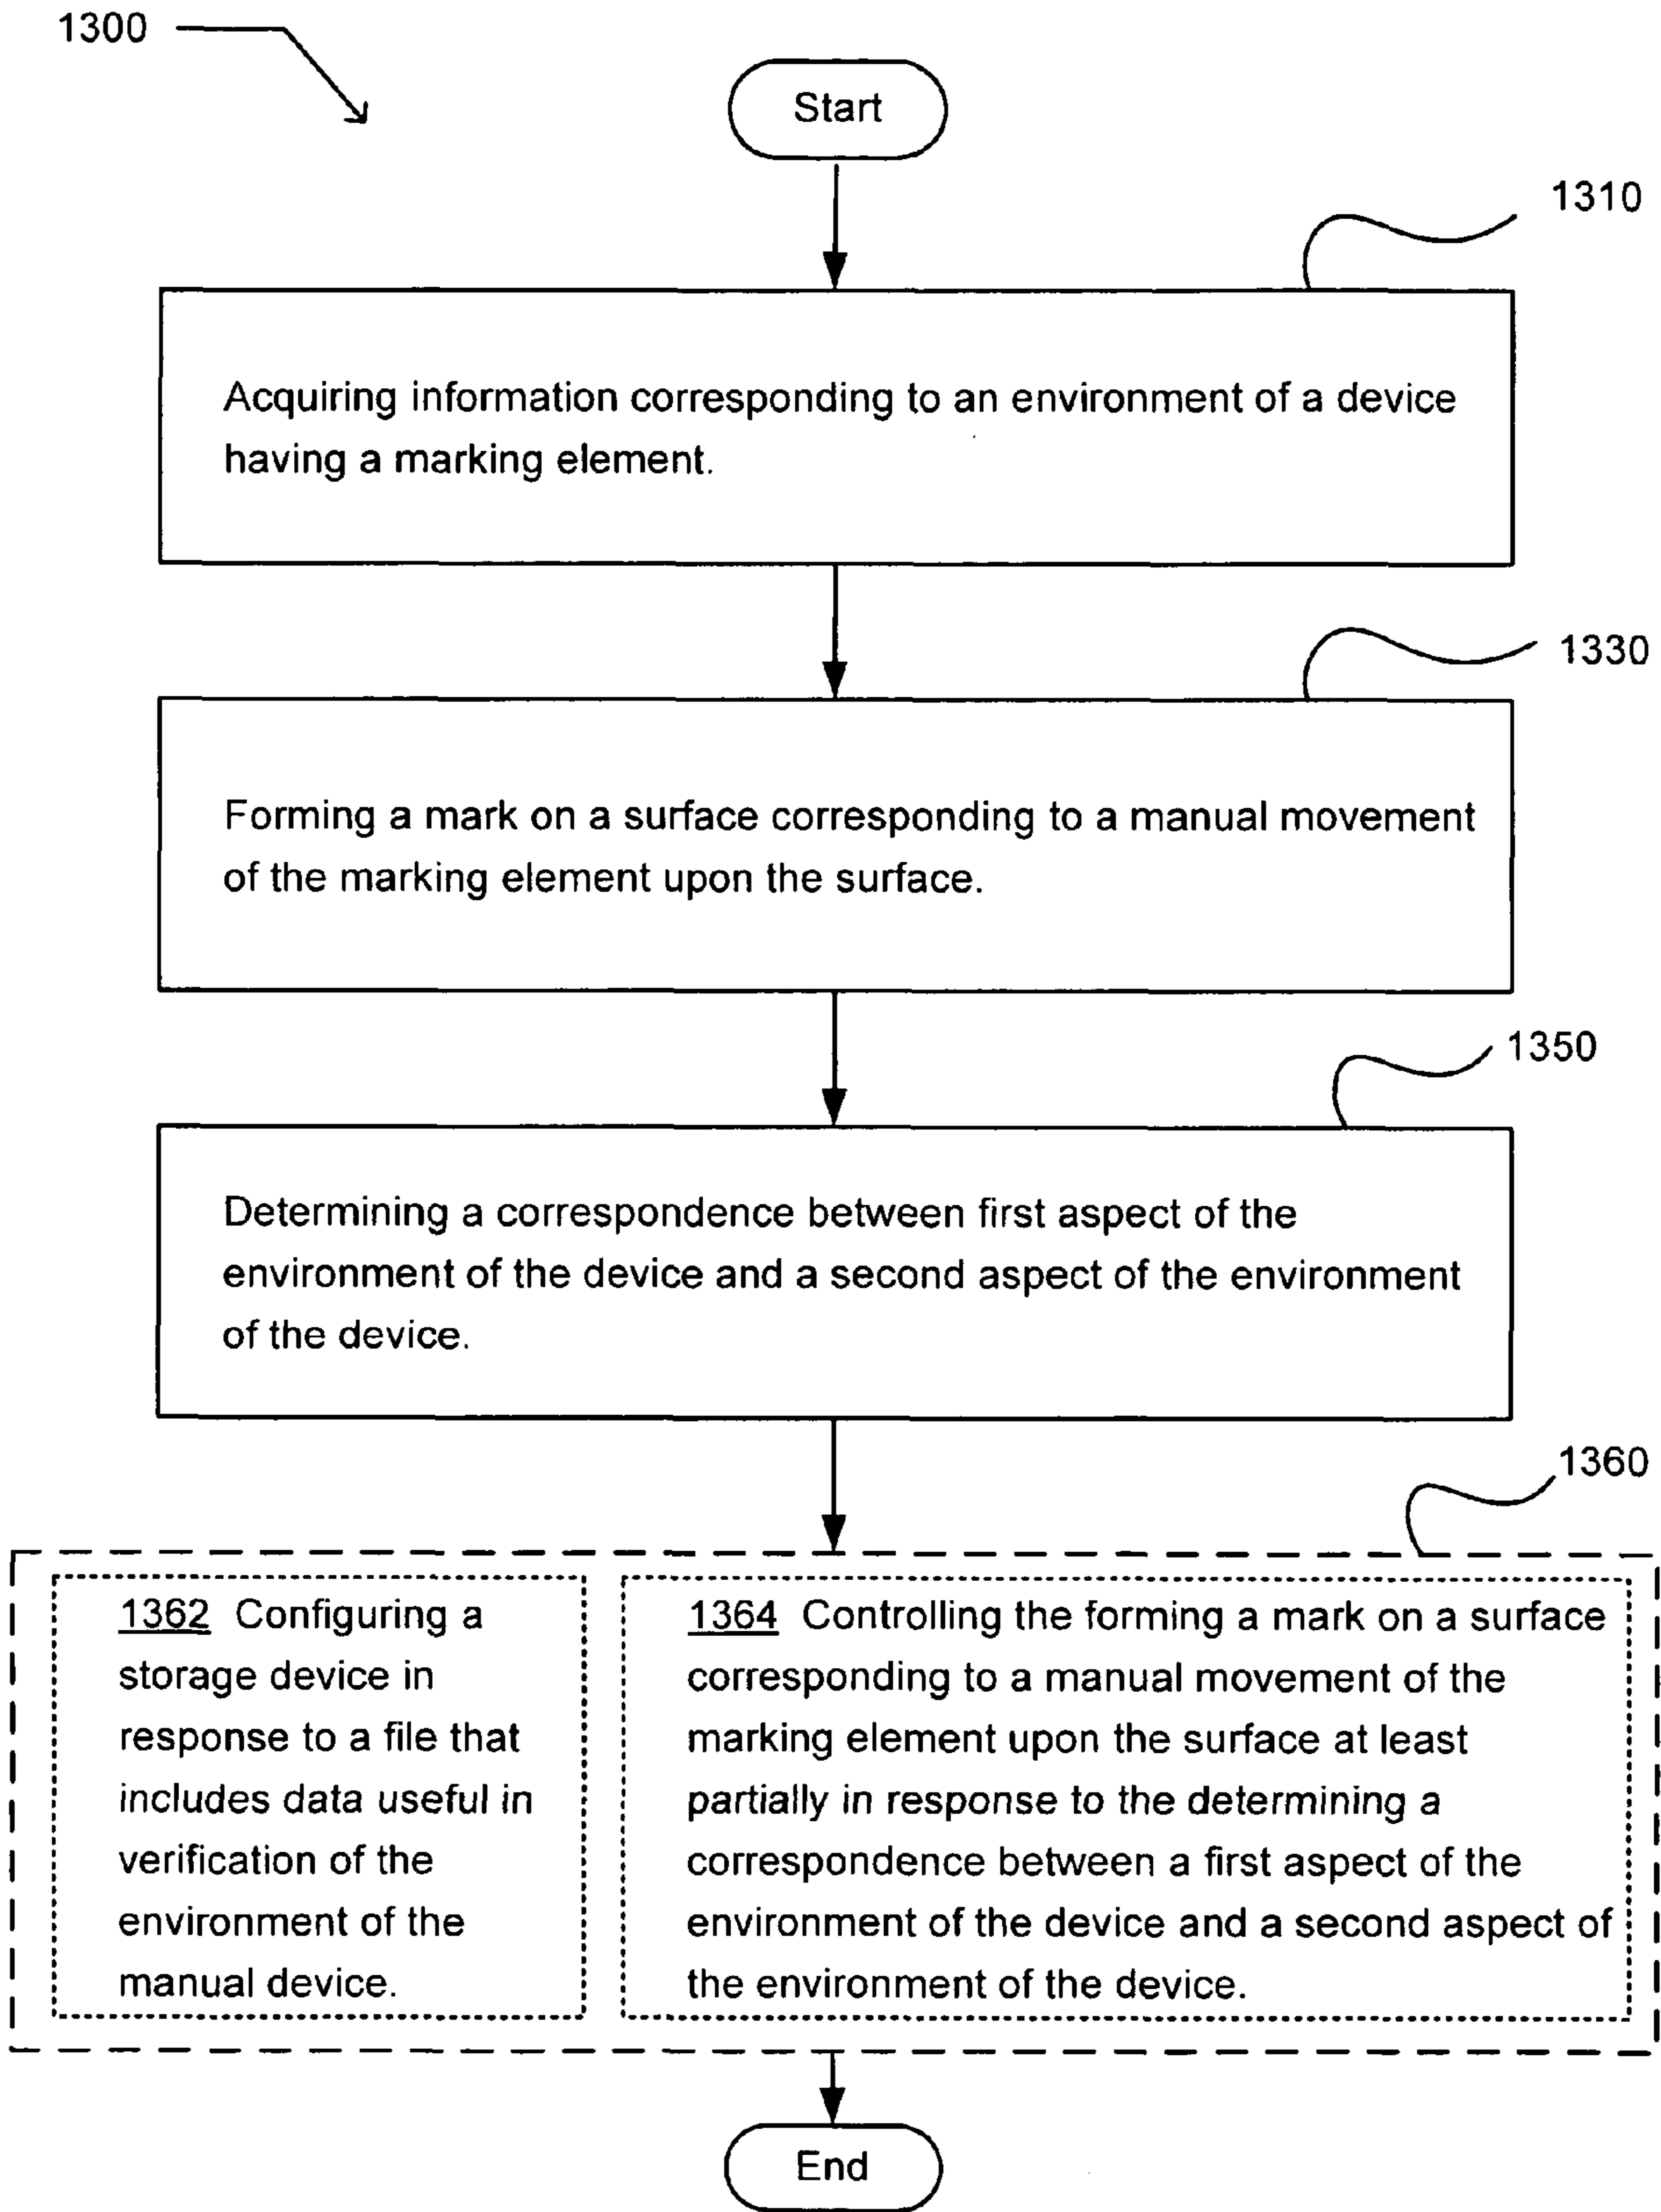 1300
Start
1310
Acquiring information corresponding to an environment of a device
having a marking element.
1330
Forming a mark on a surface corresponding to a manual movement
of the marking element upon the surface.
1350
Determining a correspondence between first aspect of the
environment of the device and a second aspect of the environment
of the device.
1360
1362 Configuring a
storage device in
response to a file that
includes data useful in
verification of the
environment of the
manual device.
1364 Controlling the forming a mark on a surface
corresponding to a manual movement of the
marking element upon the surface at least
partially in response to the determining a
correspondence between a first aspect of the
environment of the device and a second aspect of
the environment of the device.
End